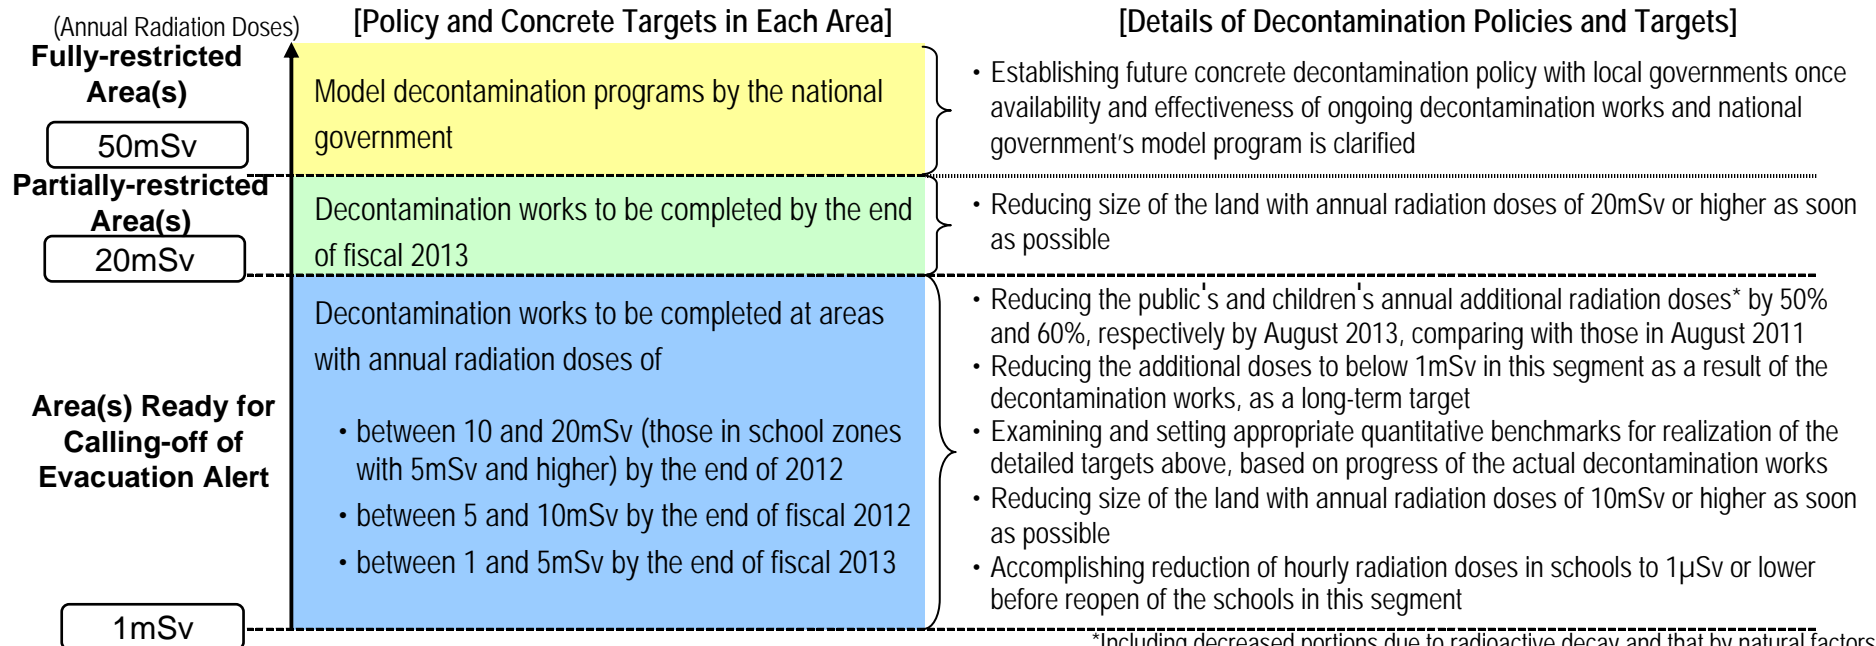 (Annual Radiation Doses)
[Policy and Concrete Targets in Each Area]
[Details of Decontamination Policies and Targets]
Fully-restricted
Area(s)
50mSv
Model decontamination programs by the national
government
・Establishing future concrete decontamination policy with local governments once
availability and effectiveness of ongoing decontamination works and national
government's model program is clarified
Partially-restricted
Area(s)
20mSv
Decontamination works to be completed by the end
of fiscal 2013
・Reducing size of the land with annual radiation doses of 20mSv or higher as soon
as possible
Area(s) Ready for
Calling-off of
Evacuation Alert
1mSv
Decontamination works to be completed at areas
with annual radiation doses of
・between 10 and 20mSv (those in school zones
with 5mSv and higher) by the end of 2012
・between 5 and 10mSv by the end of fiscal 2012
・between 1 and 5mSv by the end of fiscal 2013
・Reducing the public's and children's annual additional radiation doses* by 50%
and 60%, respectively by August 2013, comparing with those in August 2011
・Reducing the additional doses to below 1mSv in this segment as a result of the
decontamination works, as a long-term target
・Examining and setting appropriate quantitative benchmarks for realization of the
detailed targets above, based on progress of the actual decontamination works
・Reducing size of the land with annual radiation doses of 10mSv or higher as soon
as possible
・Accomplishing reduction of hourly radiation doses in schools to 1μSv or lower
before reopen of the schools in this segment
*Including decreased portions due to radioactive decay and that by natural factors